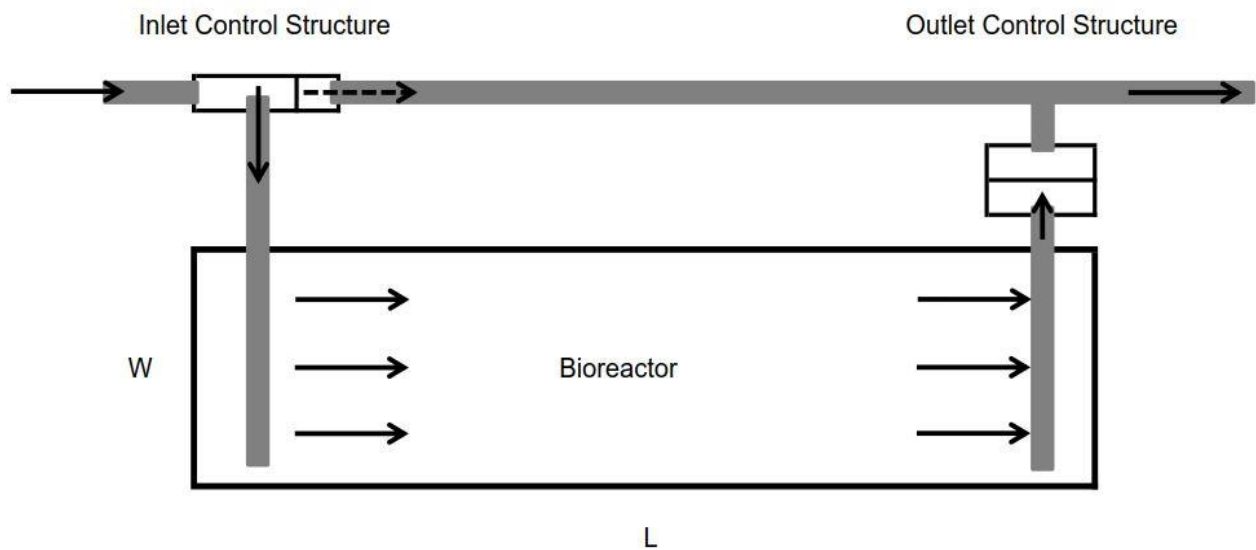 Inlet Control Structure
Outlet Control Structure
W
Bioreactor
L